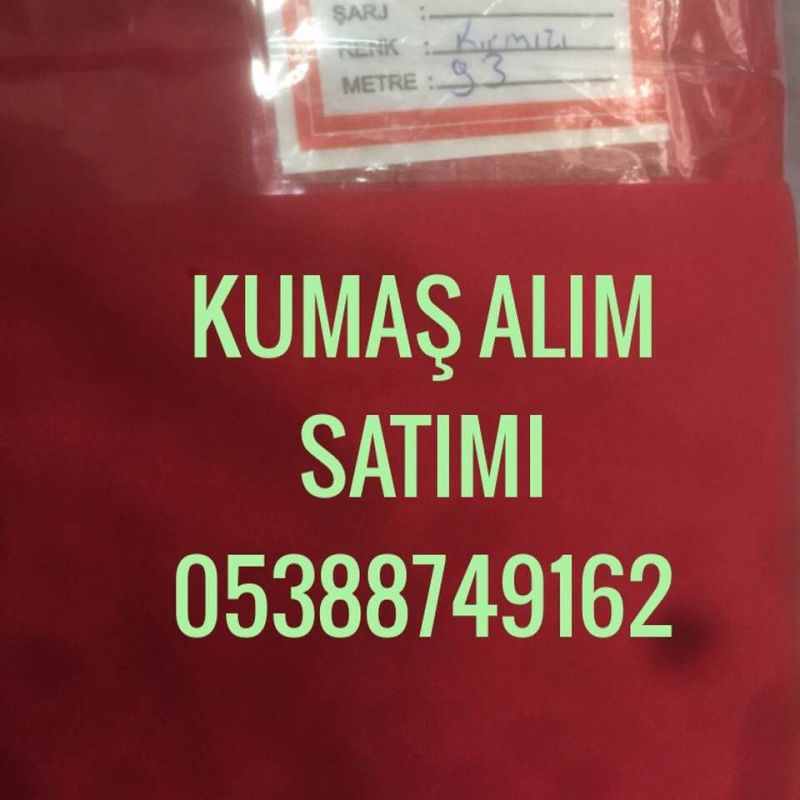 ŞARJ :
RENK : Kırmızı
METRE : 93
KUMAŞ ALIM
SATIMI
05388749162